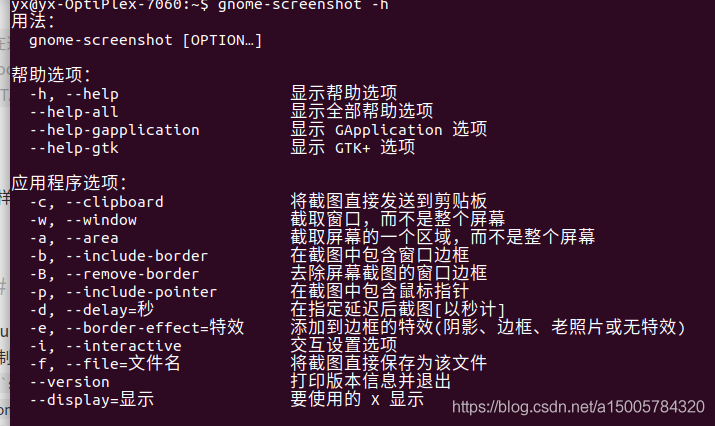 yx@yx-OptiPlex-7060:~$ gnome-screenshot -h
用法：
gnome-screenshot [OPTION…]
帮助选项：
-h, --help 显示帮助选项
--help-all 显示全部帮助选项
--help-gapplication 显示 GApplication 选项
--help-gtk 显示 GTK+ 选项
应用程序选项：
-c, --clipboard 将截图直接发送到剪贴板
-w, --window 截取窗口，而不是整个屏幕
-a, --area 截取屏幕的一个区域，而不是整个屏幕
-b, --include-border 在截图中包含窗口边框
-B, --remove-border 去除屏幕截图的窗口边框
-p, --include-pointer 在截图中包含鼠标指针
-d, --delay=秒 在指定延迟后截图[以秒计]
-e, --border-effect=特效 添加到边框的特效(阴影、边框、老照片或无特效)
-i, --interactive 交互设置选项
-f, --file=文件名 将截图直接保存为该文件
--version 打印版本信息并退出
--display=显示 要使用的 X 显示
https://blog.csdn.net/a15005784320